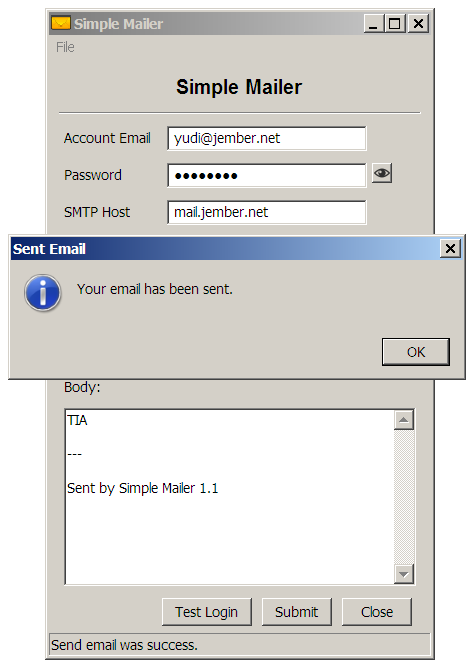 Simple Mailer
File
Simple Mailer
Account Email yudi@jember.net
Password ●●●●●●●●
SMTP Host mail.jember.net
Sent Email
Your email has been sent.
OK
Body:
TIA
---
Sent by Simple Mailer 1.1
Test Login Submit Close
Send email was success.